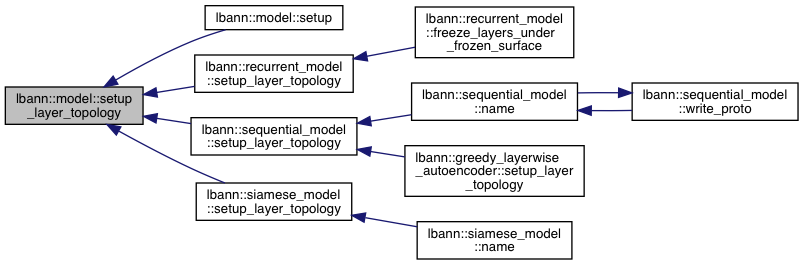 lbann::model::setup
lbann::recurrent_model
::freeze_layers_under
_frozen_surface
lbann::recurrent_model
::setup_layer_topology
lbann::model::setup
_layer_topology
lbann::sequential_model
::name
lbann::sequential_model
::write_proto
lbann::sequential_model
::setup_layer_topology
lbann::greedy_layerwise
_autoencoder::setup_layer
_topology
lbann::siamese_model
::setup_layer_topology
lbann::siamese_model
::name